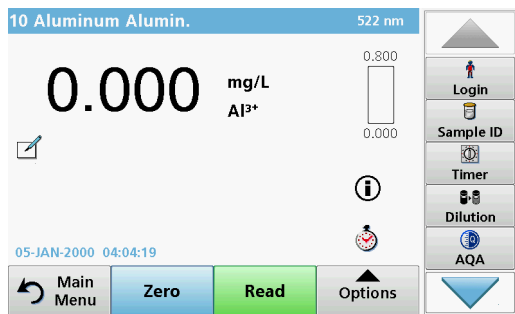 10 Aluminum Alumin.
522 nm
0.000
mg/L
Al³⁺
0.800
0.000
05-JAN-2000 04:04:19
Main
Menu
Zero
Read
Options
Login
Sample ID
Timer
Dilution
AQA